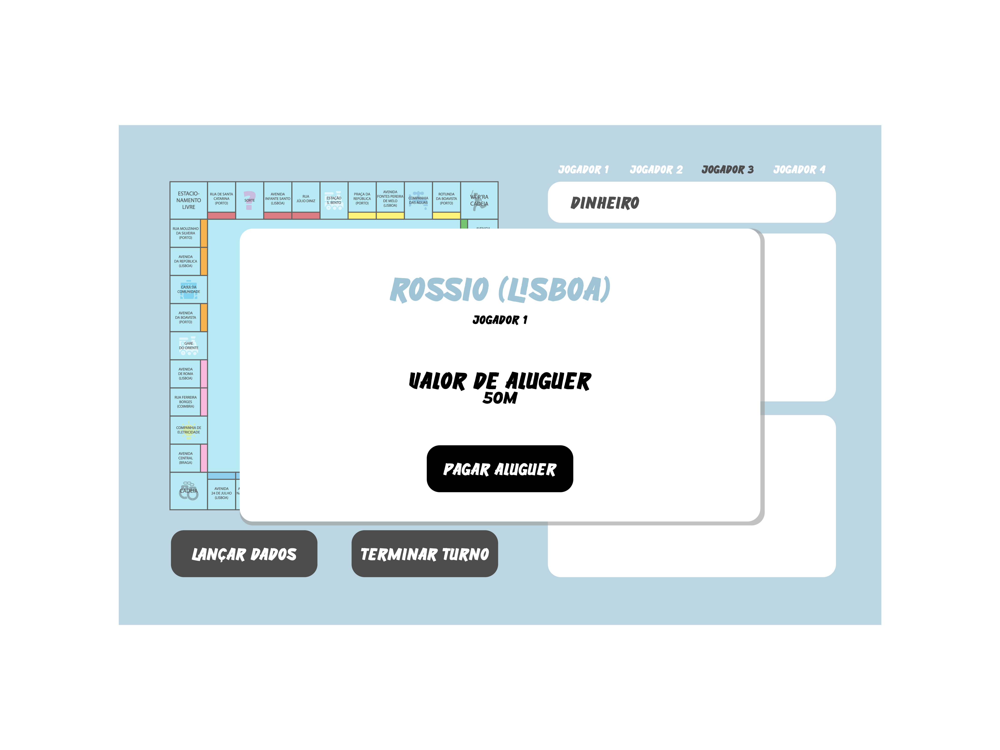 JOGADOR 1 JOGADOR 2 JOGADOR 3 JOGADOR 4
DINHEIRO
ESTACIO-
NAMENTO
LIVRE
RUA DE SANTA
CATARINA
(PORTO)
SORTE
AVENIDA
INFANTE SANTO
(LISBOA)
RUA
JÚLIO DINIZ
ESTAÇÃO
S. BENTO
PRAÇA DA
REPÚBLICA
(PORTO)
AVENIDA
FONTES PEREIRA
DE MELO
(LISBOA)
COMPANHIA
DAS ÁGUAS
ROTUNDA
DA BOAVISTA
(PORTO)
VÁ P'RA
CADEIA
AVENIDA
RUA MOUZINHO
DA SILVEIRA
(PORTO)
AVENIDA
DA REPÚBLICA
(LISBOA)
CAIXA DA
COMUNIDADE
AVENIDA
DA BOAVISTA
(PORTO)
GARE
DO ORIENTE
AVENIDA
DE ROMA
(LISBOA)
RUA FERREIRA
BORGES
(COIMBRA)
COMPANHIA DE
ELETRICIDADE
AVENIDA
CENTRAL
(BRAGA)
CADEIA
AVENIDA
24 DE JULHO
(LISBOA)
ROSSIO (LISBOA)
JOGADOR 1
VALOR DE ALUGUER
50M
PAGAR ALUGUER
LANÇAR DADOS
TERMINAR TURNO